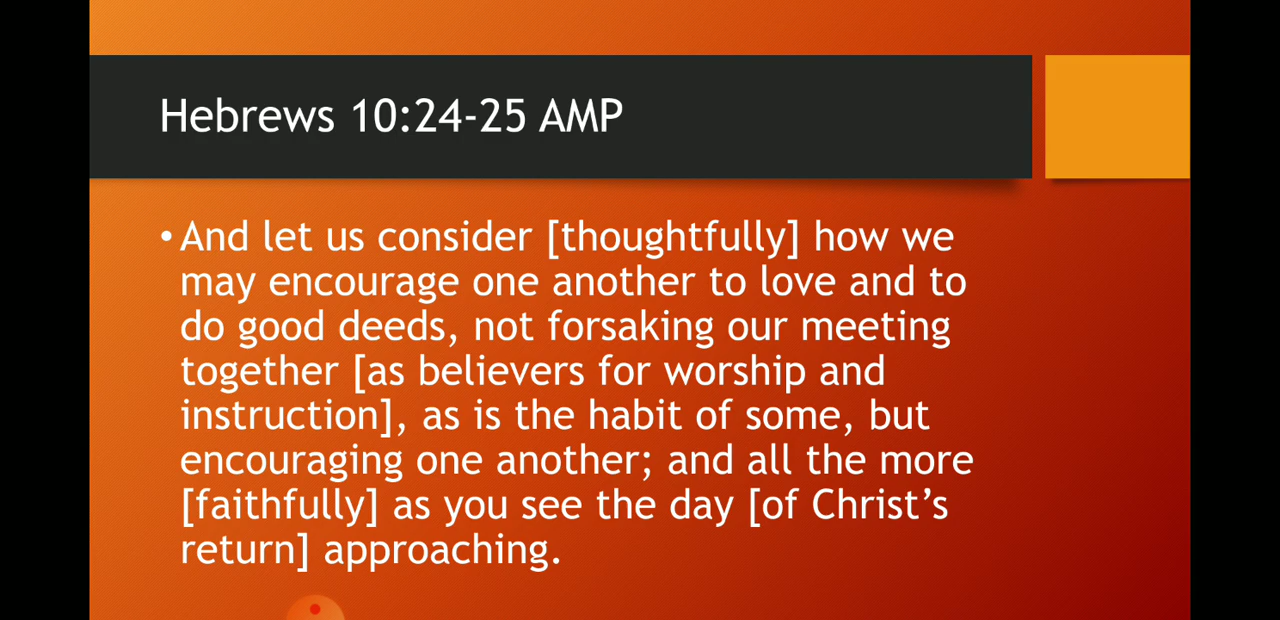 Hebrews 10:24-25 AMP
•And let us consider [thoughtfully] how we
may encourage one another to love and to
do good deeds, not forsaking our meeting
together [as believers for worship and
instruction], as is the habit of some, but
encouraging one another; and all the more
[faithfully] as you see the day [of Christ’s
return] approaching.